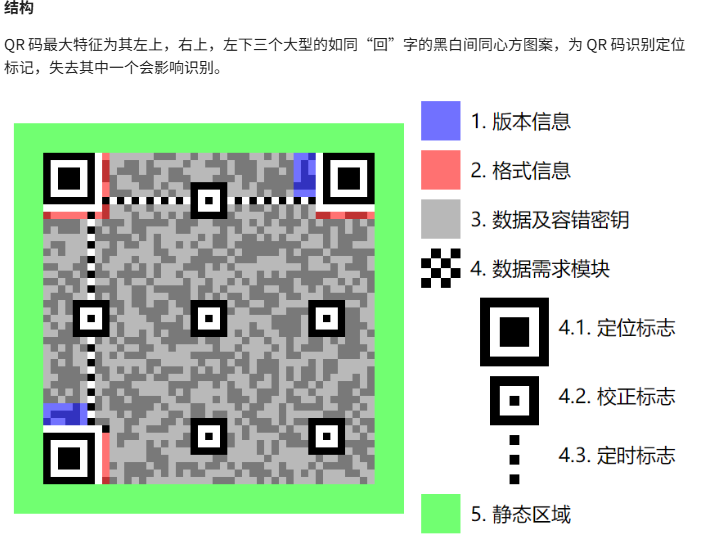 结构
QR 码最大特征为其左上，右上，左下三个大型的如同“回”字的黑白间同心方图案，为 QR 码识别定位
标记，失去其中一个会影响识别。
1. 版本信息
2. 格式信息
3. 数据及容错密钥
4. 数据需求模块
4.1. 定位标志
4.2. 校正标志
4.3. 定时标志
5. 静态区域